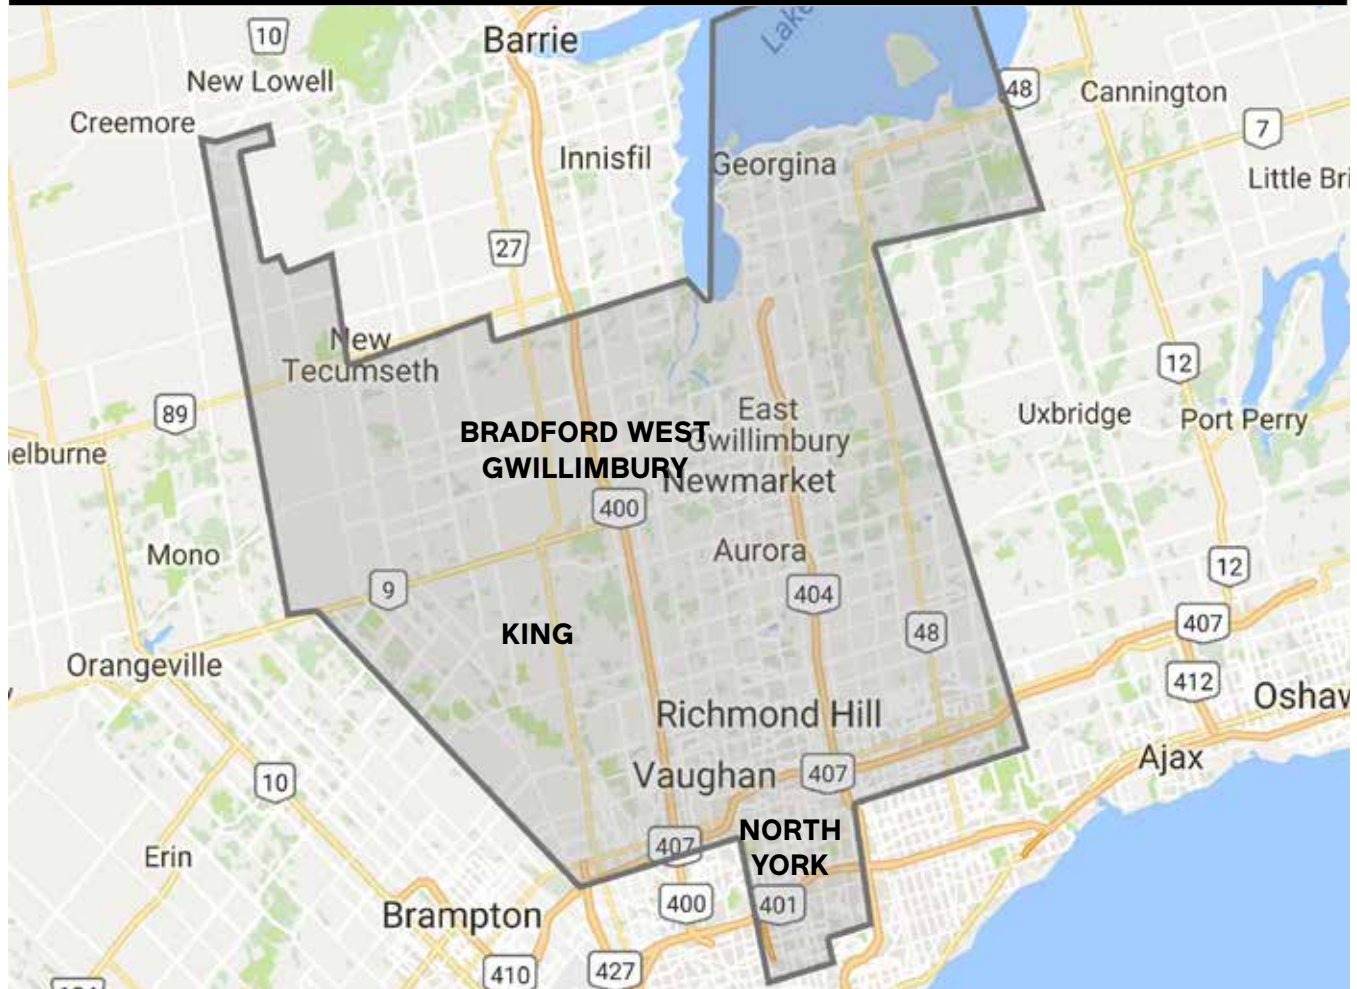 10
Barrie
Lake
New Lowell
48
Cannington
Creemore
7
Innisfil
Georgina
Little Bri
27
New
Tecumseth
12
89
East
Gwillimbury
Uxbridge
Port Perry
BRADFORD WEST
GWILLIMBURY
elburne
Newmarket
400
Mono
Aurora
12
9
404
407
KING
48
Orangeville
412
Oshaw
Richmond Hill
10
Vaughan
407
Ajax
NORTH
YORK
407
Erin
400
401
Brampton
410
427